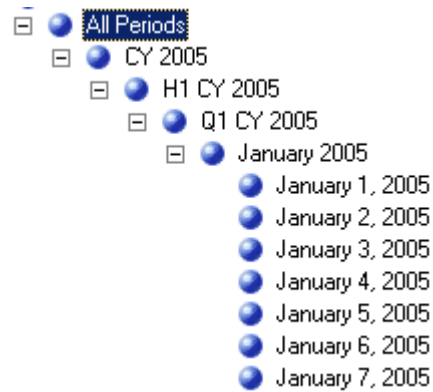 All Periods
CY 2005
H1 CY 2005
Q1 CY 2005
January 2005
January 1, 2005
January 2, 2005
January 3, 2005
January 4, 2005
January 5, 2005
January 6, 2005
January 7, 2005